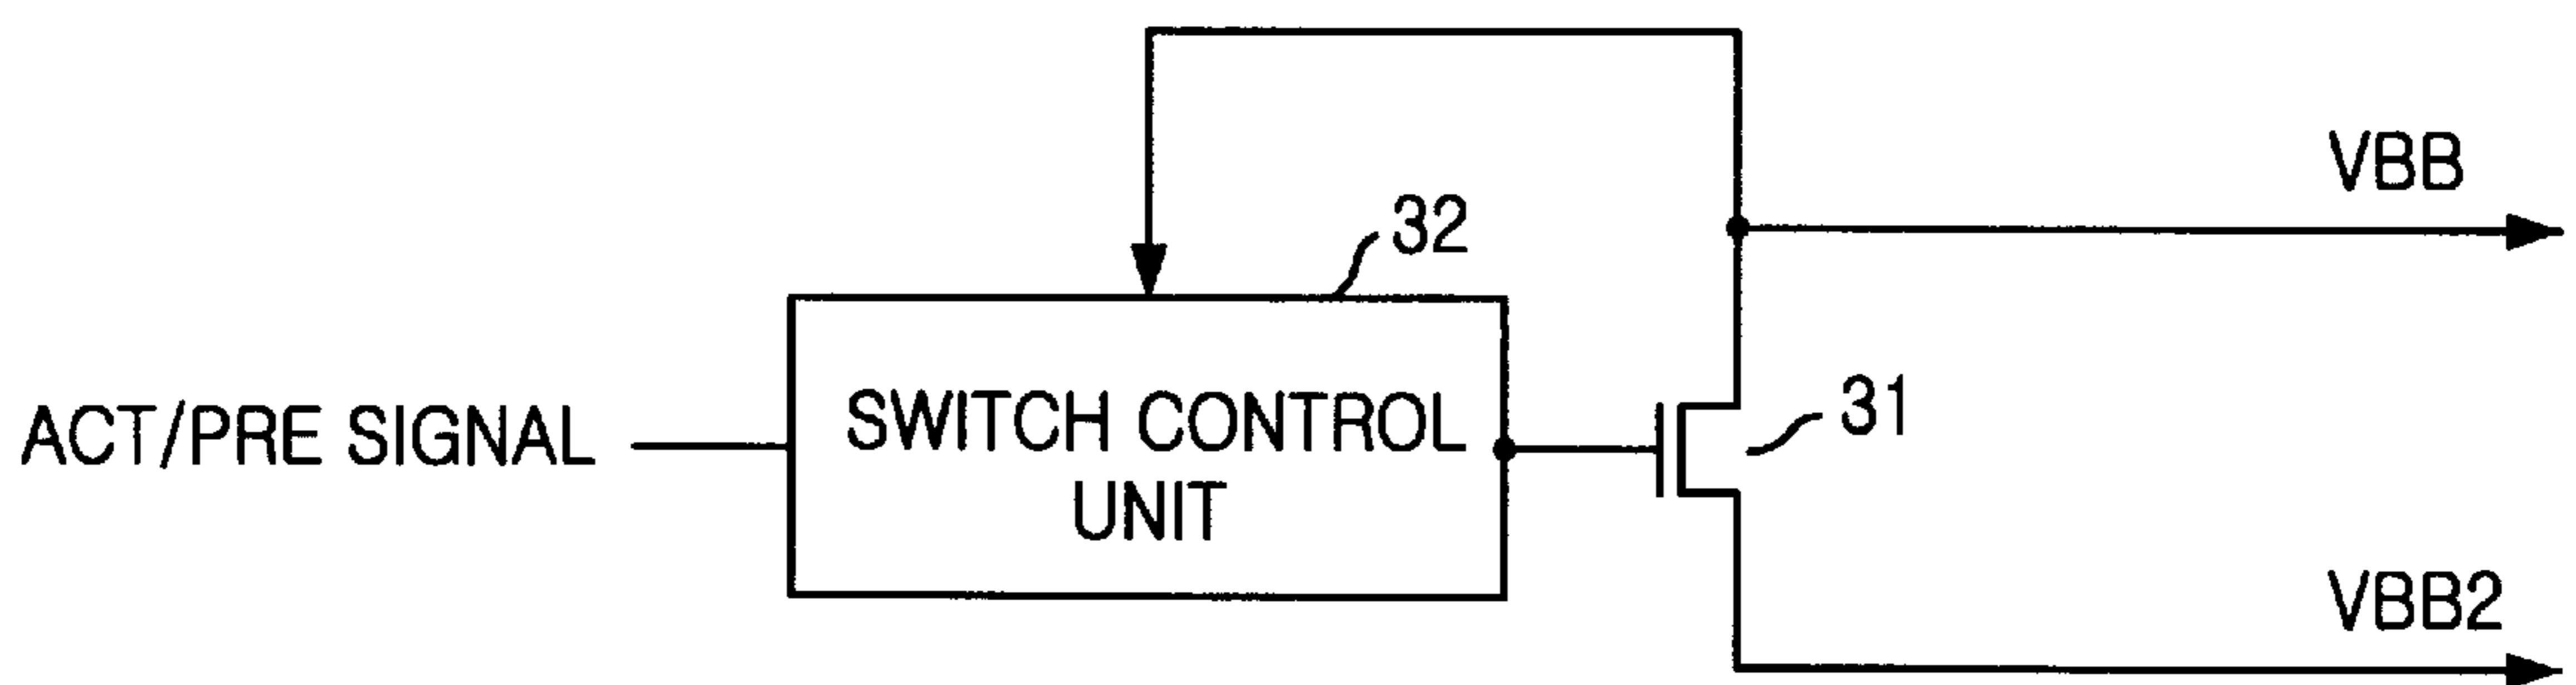 VBB
32
31
ACT/PRE SIGNAL
SWITCH CONTROL
UNIT
VBB2